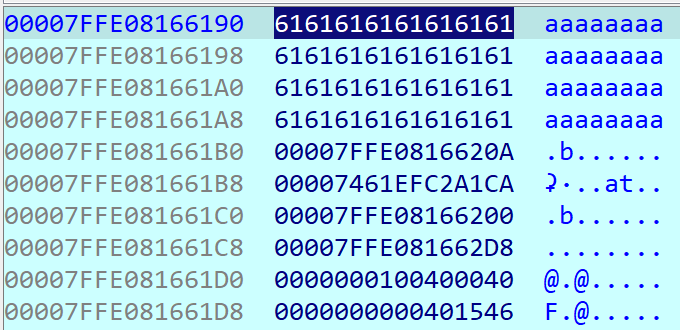 00007FFE08166190 6161616161616161 aaaaaaaa
00007FFE08166198 6161616161616161 aaaaaaaa
00007FFE081661A0 6161616161616161 aaaaaaaa
00007FFE081661A8 6161616161616161 aaaaaaaa
00007FFE081661B0 00007FFE0816620A .b......
00007FFE081661B8 00007461EFC2A1CA ʡ·..at..
00007FFE081661C0 00007FFE08166200 .b......
00007FFE081661C8 00007FFE081662D8 ........
00007FFE081661D0 0000000100400040 @.@.....
00007FFE081661D8 0000000000401546 F.@.....